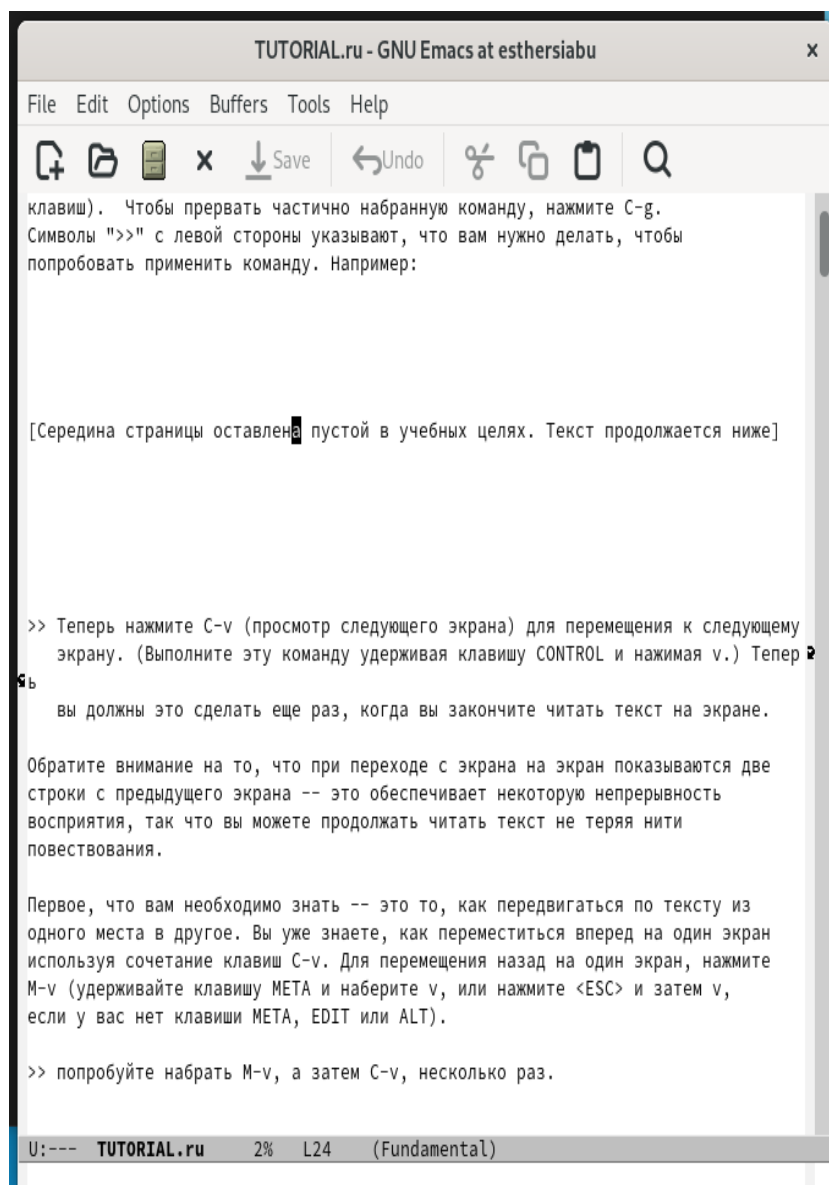 TUTORIAL.ru - GNU Emacs at esthersiabu
File Edit Options Buffers Tools Help
Save Undo
клавиш).  Чтобы прервать частично набранную команду, нажмите C-g.
Символы ">>" с левой стороны указывают, что вам нужно делать, чтобы
попробовать применить команду. Например:
[Середина страницы оставлена пустой в учебных целях. Текст продолжается ниже]
>> Теперь нажмите C-v (просмотр следующего экрана) для перемещения к следующему
экрану. (Выполните эту команду удерживая клавишу CONTROL и нажимая v.) Тепер
ь
вы должны это сделать еще раз, когда вы закончите читать текст на экране.
Обратите внимание на то, что при переходе с экрана на экран показываются две
строки с предыдущего экрана -- это обеспечивает некоторую непрерывность
восприятия, так что вы можете продолжать читать текст не теряя нити
повествования.
Первое, что вам необходимо знать -- это то, как передвигаться по тексту из
одного места в другое. Вы уже знаете, как переместиться вперед на один экран
используя сочетание клавиш C-v. Для перемещения назад на один экран, нажмите
M-v (удерживайте клавишу META и наберите v, или нажмите <ESC> и затем v,
если у вас нет клавиши META, EDIT или ALT).
>> попробуйте набрать M-v, а затем C-v, несколько раз.
U:--- TUTORIAL.ru 2% L24 (Fundamental)